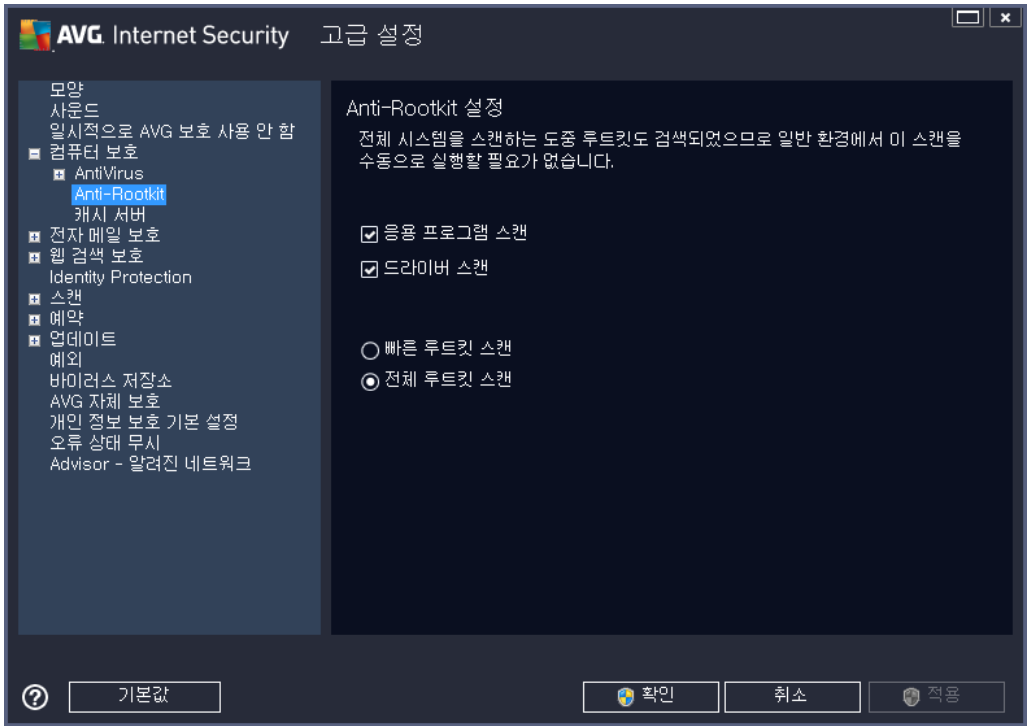 AVG. Internet Security 고급 설정
모양
사운드
일시적으로 AVG 보호 사용 안 함
컴퓨터 보호
AntiVirus
Anti-Rootkit
캐시 서버
전자 메일 보호
웹 검색 보호
Identity Protection
스캔
예약
업데이트
예외
바이러스 저장소
AVG 자체 보호
개인 정보 보호 기본 설정
오류 상태 무시
Advisor - 알려진 네트워크
Anti-Rootkit 설정
전체 시스템을 스캔하는 도중 루트킷도 검색되었으므로 일반 환경에서 이 스캔을
수동으로 실행할 필요가 없습니다.
응용 프로그램 스캔
드라이버 스캔
빠른 루트킷 스캔
전체 루트킷 스캔
기본값
확인
취소
적용